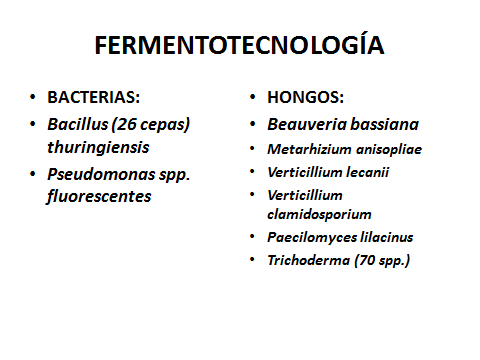 FERMENTOTECNOLOGÍA
• BACTERIAS:
• Bacillus (26 cepas)
thuringiensis
• Pseudomonas spp.
fluorescentes
• HONGOS:
• Beauveria bassiana
• Metarhizium anisopliae
• Verticillium lecanii
• Verticillium
clamidosporium
• Paecilomyces lilacinus
• Trichoderma (70 spp.)